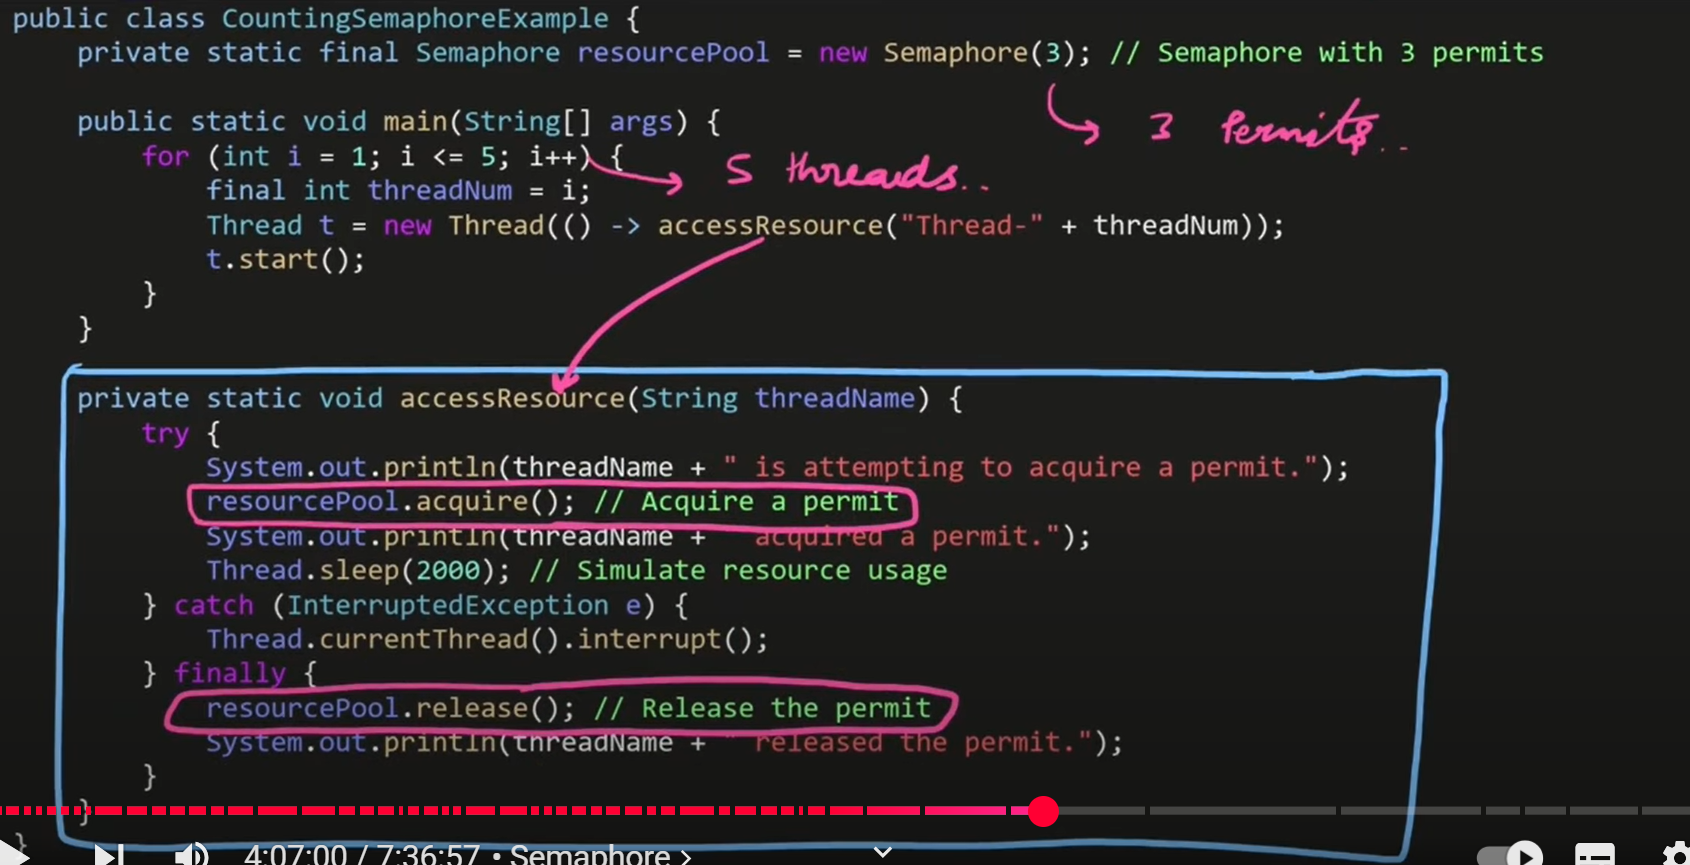 public class CountingSemaphoreExample {
private static final Semaphore resourcePool = new Semaphore(3); // Semaphore with 3 permits
3 Permits..
public static void main(String[] args) {
for (int i = 1; i <= 5; i++) {
5 threads..
final int threadNum = i;
Thread t = new Thread(() -> accessResource("Thread-" + threadNum));
t.start();
}
}
private static void accessResource(String threadName) {
try {
System.out.println(threadName + " is attempting to acquire a permit.");
resourcePool.acquire(); // Acquire a permit
System.out.println(threadName + " acquired a permit.");
Thread.sleep(2000); // Simulate resource usage
} catch (InterruptedException e) {
Thread.currentThread().interrupt();
} finally {
resourcePool.release(); // Release the permit
System.out.println(threadName + " released the permit.");
}
}
}
4:07:00 / 7:36:57 • Semaphore >